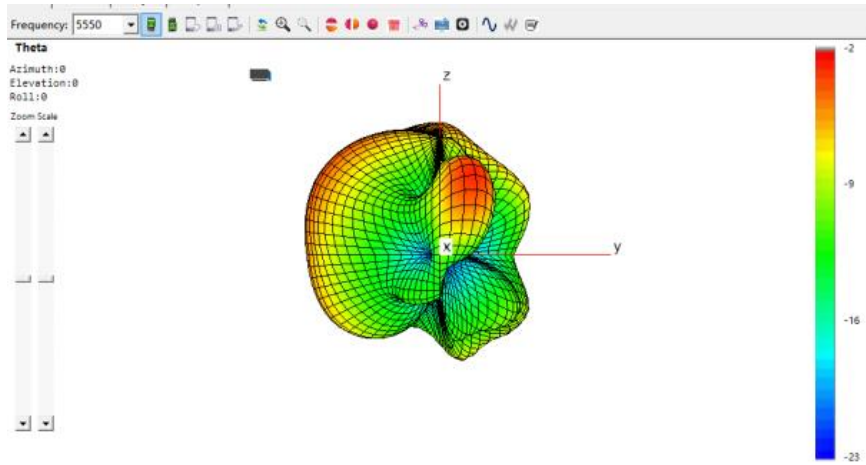 Frequency: 5550
Theta
Azimuth:0
Elevation:0
Roll:0
Zoom Scale
z
x
y
-2
-9
-16
-23